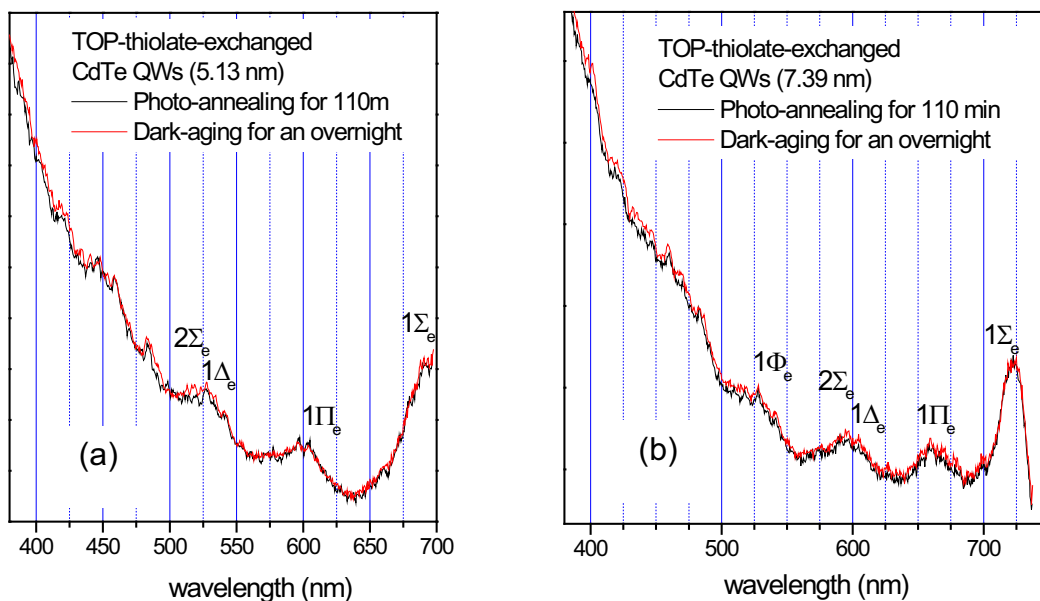 TOP-thiolate-exchanged
CdTe QWs (5.13 nm)
Photo-annealing for 110m
Dark-aging for an overnight
2Σe
1Δe
1Πe
1Σe
(a)
400 450 500 550 600 650 700
wavelength (nm)
TOP-thiolate-exchanged
CdTe QWs (7.39 nm)
Photo-annealing for 110 min
Dark-aging for an overnight
1Φe
2Σe
1Δe
1Πe
1Σe
(b)
400 500 600 700
wavelength (nm)